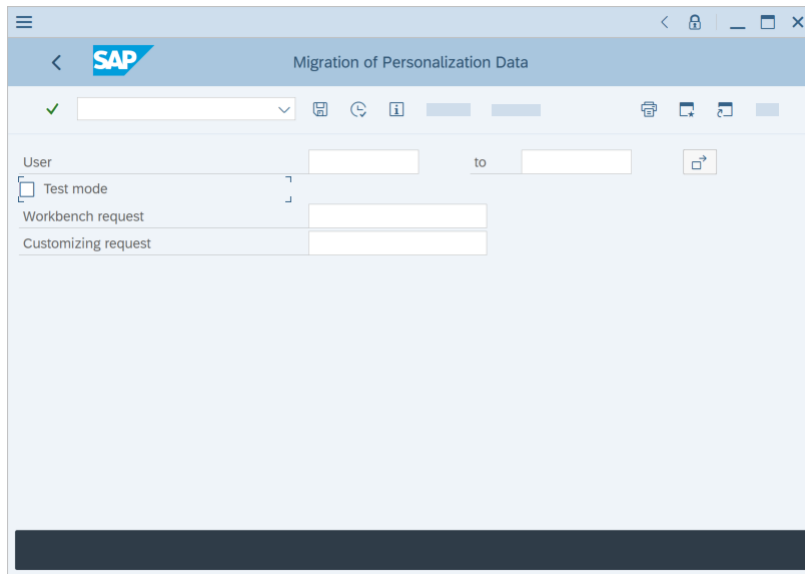 SAP Migration of Personalization Data
User to
Test mode
Workbench request
Customizing request